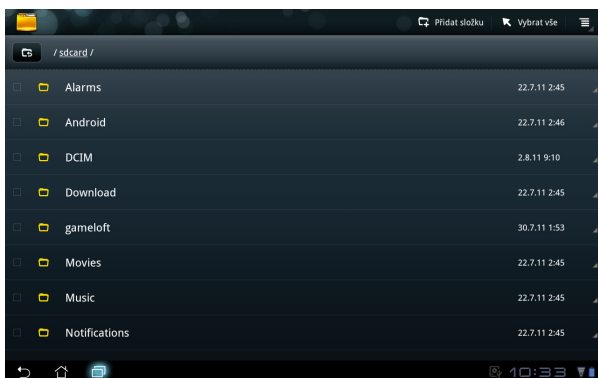 Přidat složku Vybrat vše
/ sdcard /
Alarms 22.7.11 2:45
Android 22.7.11 2:46
DCIM 2.8.11 9:10
Download 22.7.11 2:45
gameloft 30.7.11 1:53
Movies 22.7.11 2:45
Music 22.7.11 2:45
Notifications 22.7.11 2:45
10:33